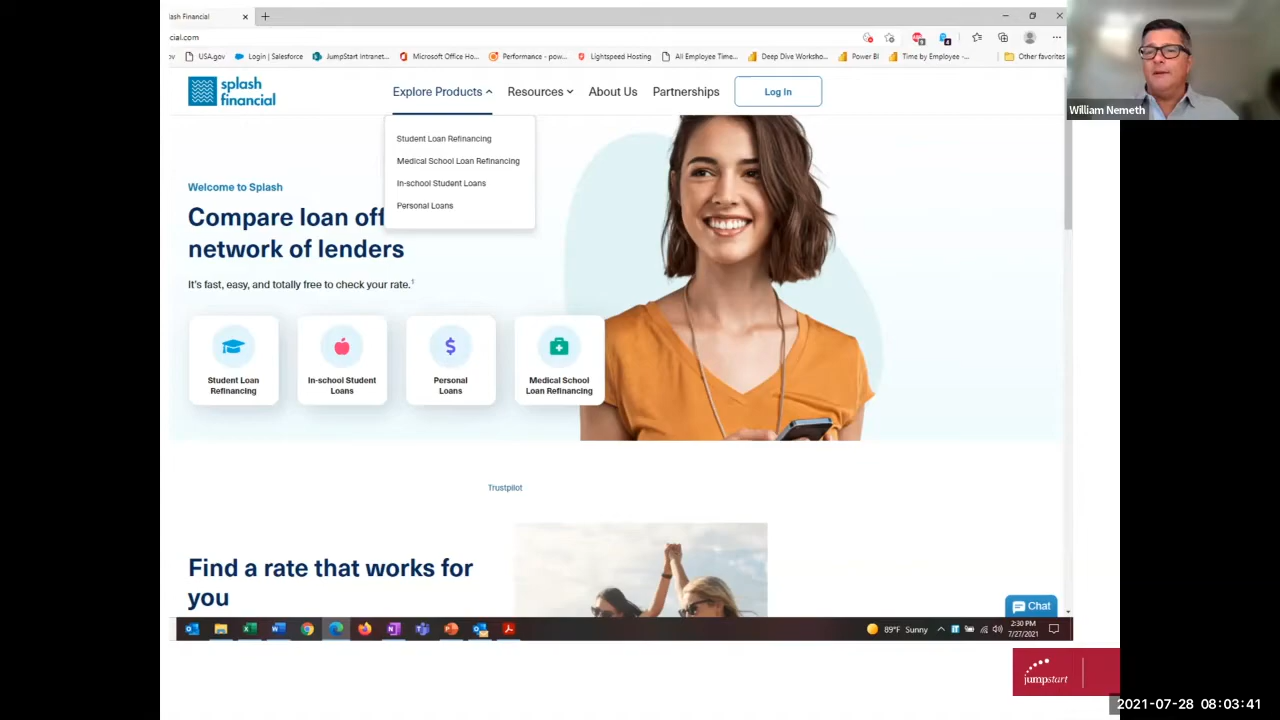 lash Financial
cial.com
ov USA.gov Login | Salesforce JumpStart Intranet... Microsoft Office Ho... Performance - pow... Lightspeed Hosting All Employee Time... Deep Dive Worksho... Power BI Time by Employee -... Other favorites
splash
financial
Explore Products Resources About Us Partnerships Log In
William Nemeth
Student Loan Refinancing
Medical School Loan Refinancing
In-school Student Loans
Personal Loans
Welcome to Splash
Compare loan off
network of lenders
It's fast, easy, and totally free to check your rate.1
Student Loan
Refinancing
In-school Student
Loans
Personal
Loans
Medical School
Loan Refinancing
Trustpilot
Find a rate that works for
you
Chat
89°F Sunny
2:30 PM
7/27/2021
jumpstart
2021-07-28 08:03:41